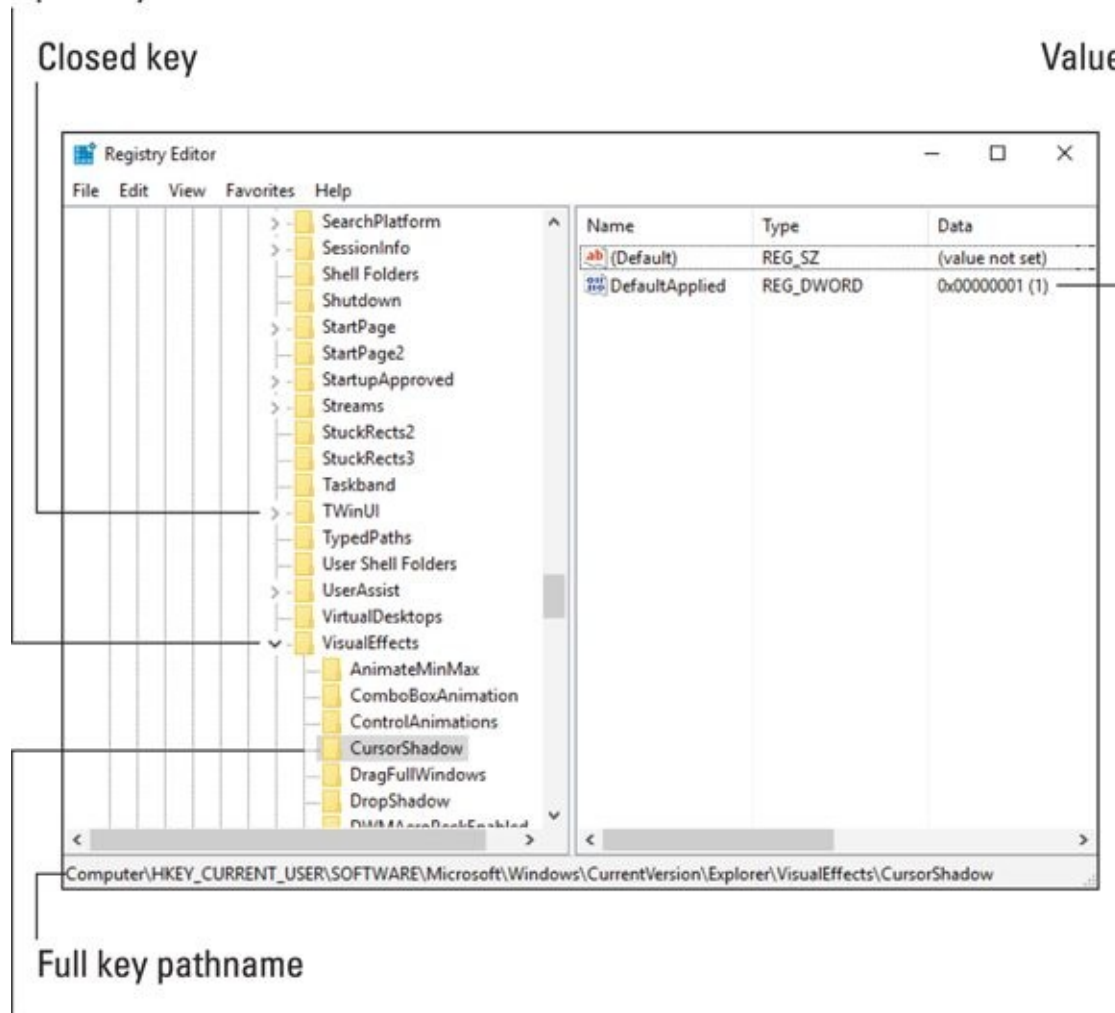 Closed key
Value
Registry Editor
File Edit View Favorites Help
SearchPlatform
SessionInfo
Shell Folders
Shutdown
StartPage
StartPage2
StartupApproved
Streams
StuckRects2
StuckRects3
Taskband
TWinUI
TypedPaths
User Shell Folders
UserAssist
VirtualDesktops
VisualEffects
AnimateMinMax
ComboBoxAnimation
ControlAnimations
CursorShadow
DragFullWindows
DropShadow
Name Type Data
(Default) REG_SZ (value not set)
DefaultApplied REG_DWORD 0x00000001 (1)
Computer\HKEY_CURRENT_USER\SOFTWARE\Microsoft\Windows\CurrentVersion\Explorer\VisualEffects\CursorShadow
Full key pathname